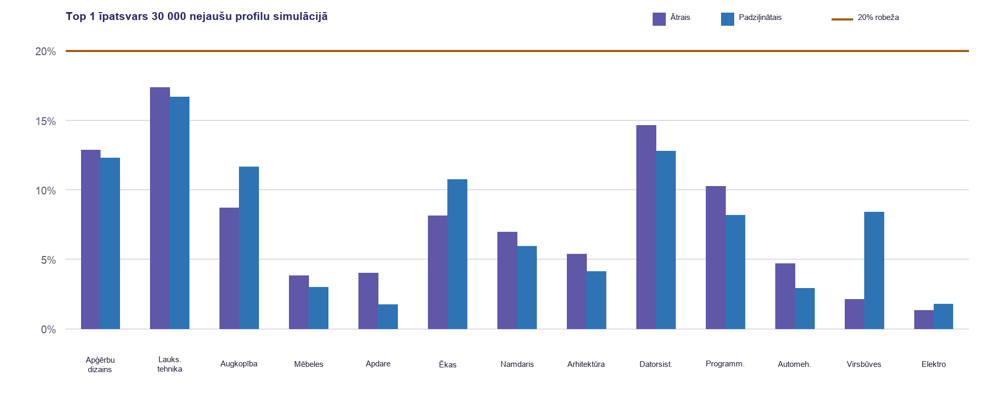 Top 1 īpatsvars 30 000 nejaušu profilu simulācijā
Ātrais
Padziļinātais
20% robeža
20%
15%
10%
5%
0%
Apģērbu
dizains
Lauks.
tehnika
Augkopība
Mēbeles
Apdare
Ēkas
Namdaris
Arhitektūra
Datorsist.
Programm.
Automeh.
Virsbūves
Elektro